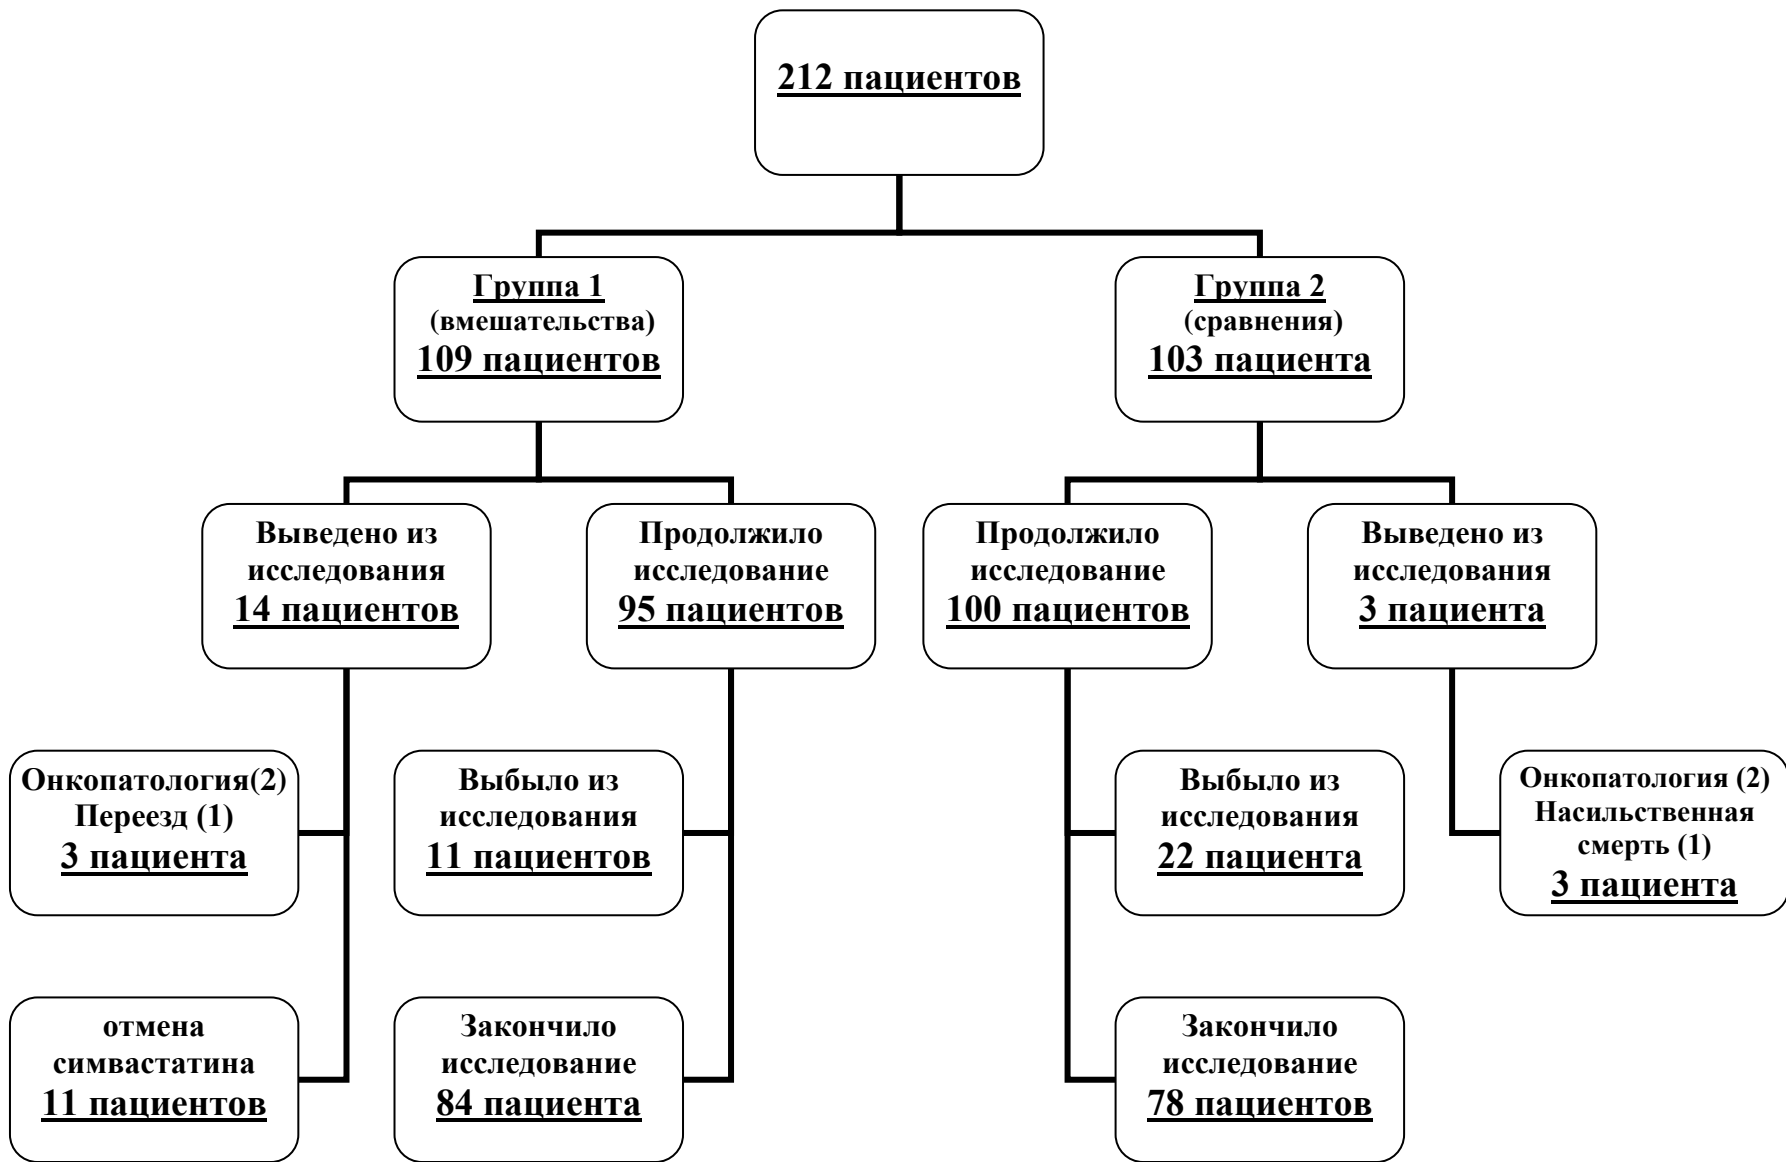 212 пациентов
Группа 1
(вмешательства)
109 пациентов
Группа 2
(сравнения)
103 пациента
Выведено из
исследования
14 пациентов
Продолжило
исследование
95 пациентов
Продолжило
исследование
100 пациентов
Выведено из
исследования
3 пациента
Онкопатология(2)
Переезд (1)
3 пациента
Выбыло из
исследования
11 пациентов
Выбыло из
исследования
22 пациента
Онкопатология (2)
Насильственная
смерть (1)
3 пациента
отмена
симвастатина
11 пациентов
Закончило
исследование
84 пациента
Закончило
исследование
78 пациентов